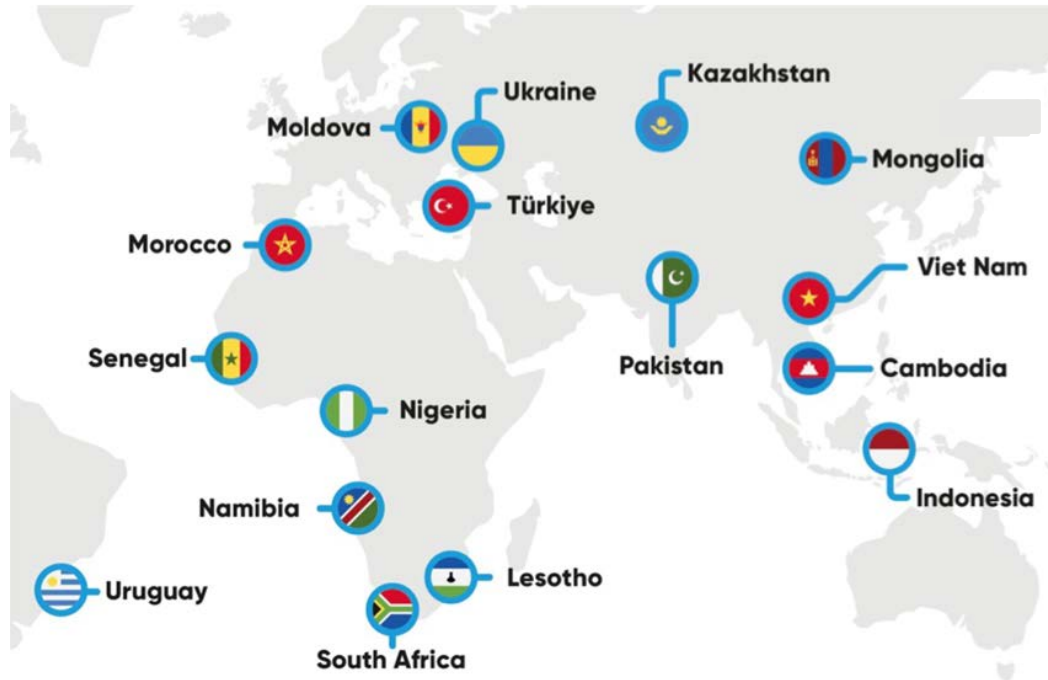 Kazakhstan
Ukraine
Moldova
Mongolia
Türkiye
Morocco
Viet Nam
Senegal
Pakistan
Cambodia
Nigeria
Indonesia
Namibia
Lesotho
Uruguay
South Africa